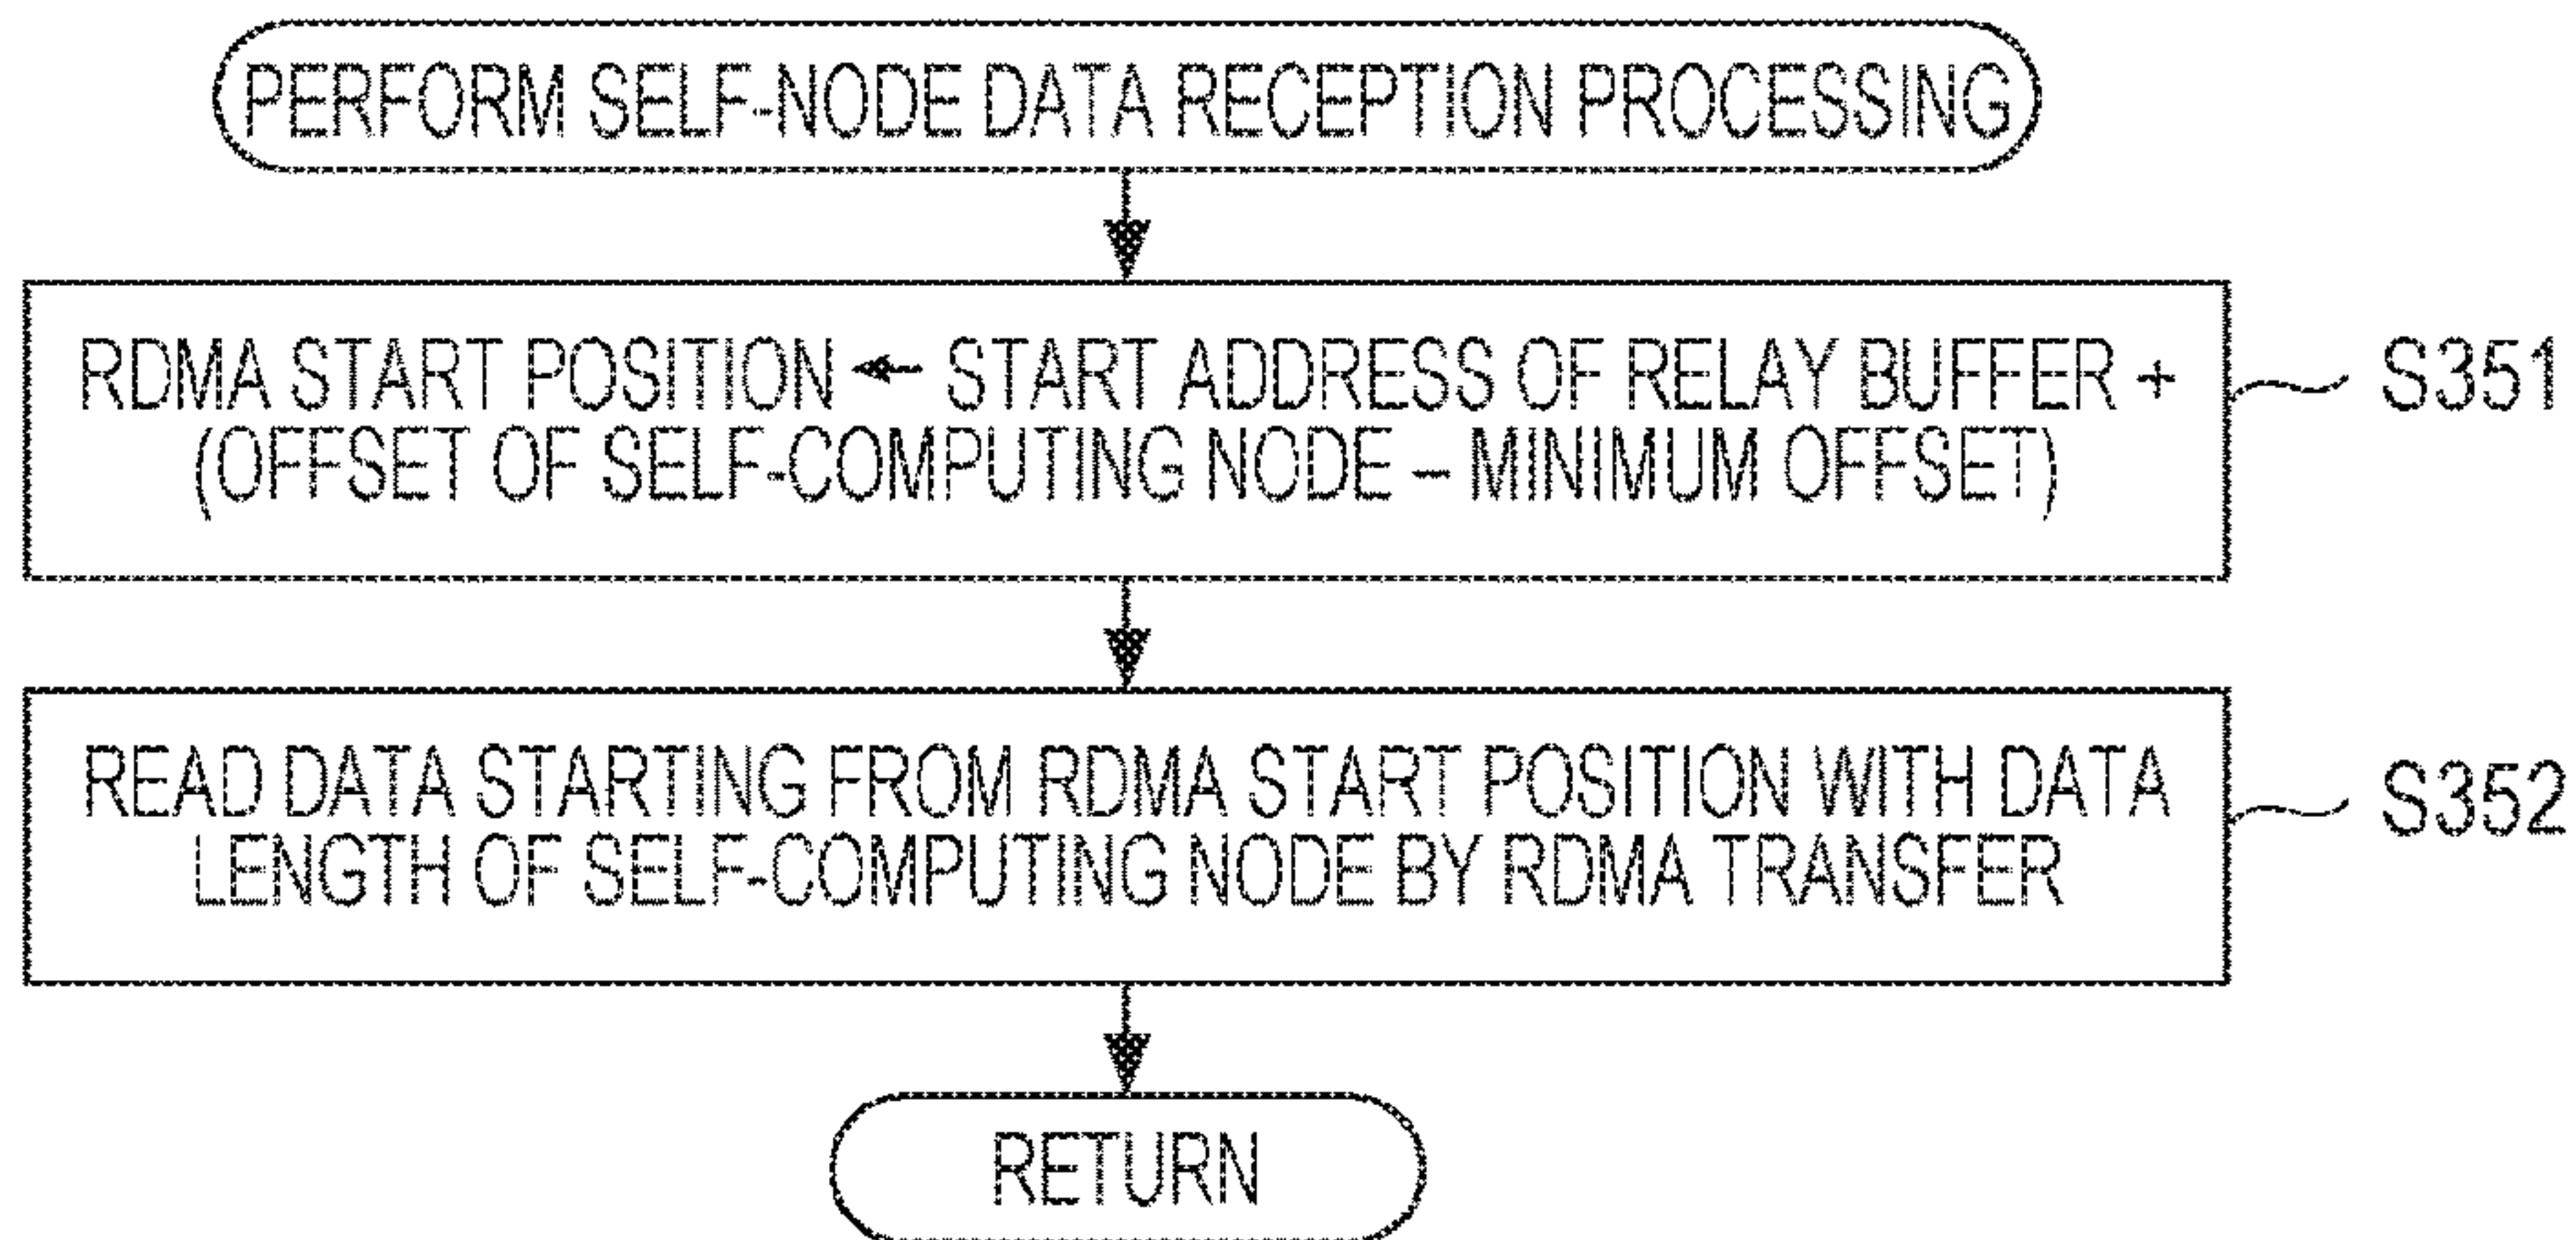 PERFORM SELF-NODE DATA RECEPTION PROCESSING
RDMA START POSITION ← START ADDRESS OF RELAY BUFFER +
(OFFSET OF SELF-COMPUTING NODE – MINIMUM OFFSET)
S351
READ DATA STARTING FROM RDMA START POSITION WITH DATA
LENGTH OF SELF-COMPUTING NODE BY RDMA TRANSFER
S352
RETURN